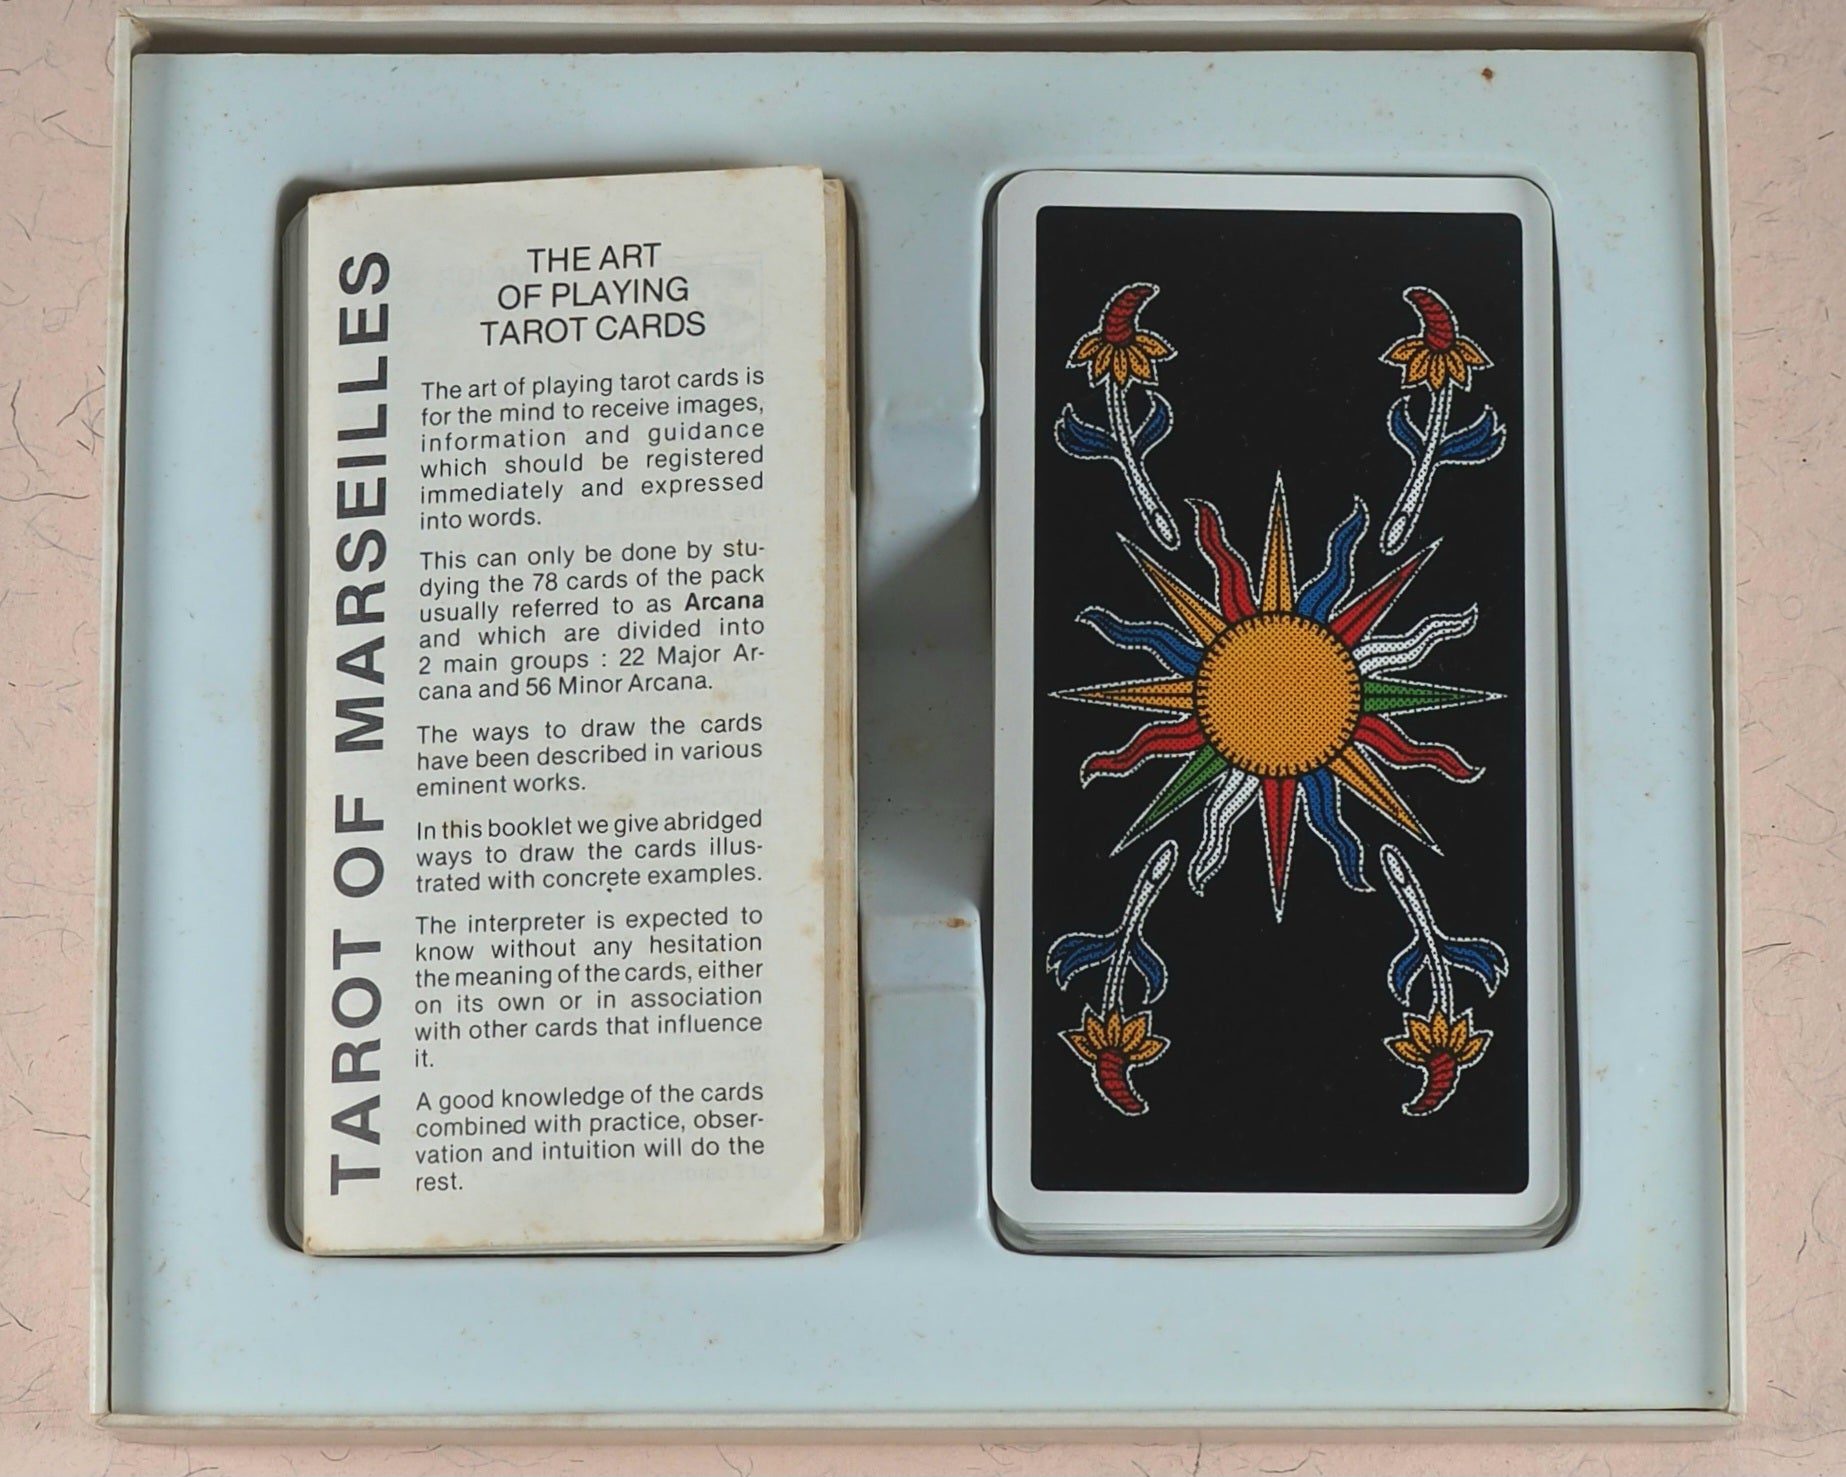 TAROT OF MARSEILLES
THE ART
OF PLAYING
TAROT CARDS
The art of playing tarot cards is
for the mind to receive images,
information and guidance
which should be registered
immediately and expressed
into words.
This can only be done by stu-
dying the 78 cards of the pack
usually referred to as Arcana
and which are divided into
2 main groups : 22 Major Ar-
cana and 56 Minor Arcana.
The ways to draw the cards
have been described in various
eminent works.
In this booklet we give abridged
ways to draw the cards illus-
trated with concrete examples.
The interpreter is expected to
know without any hesitation
the meaning of the cards, either
on its own or in association
with other cards that influence
it.
A good knowledge of the cards
combined with practice, obser-
vation and intuition will do the
rest.